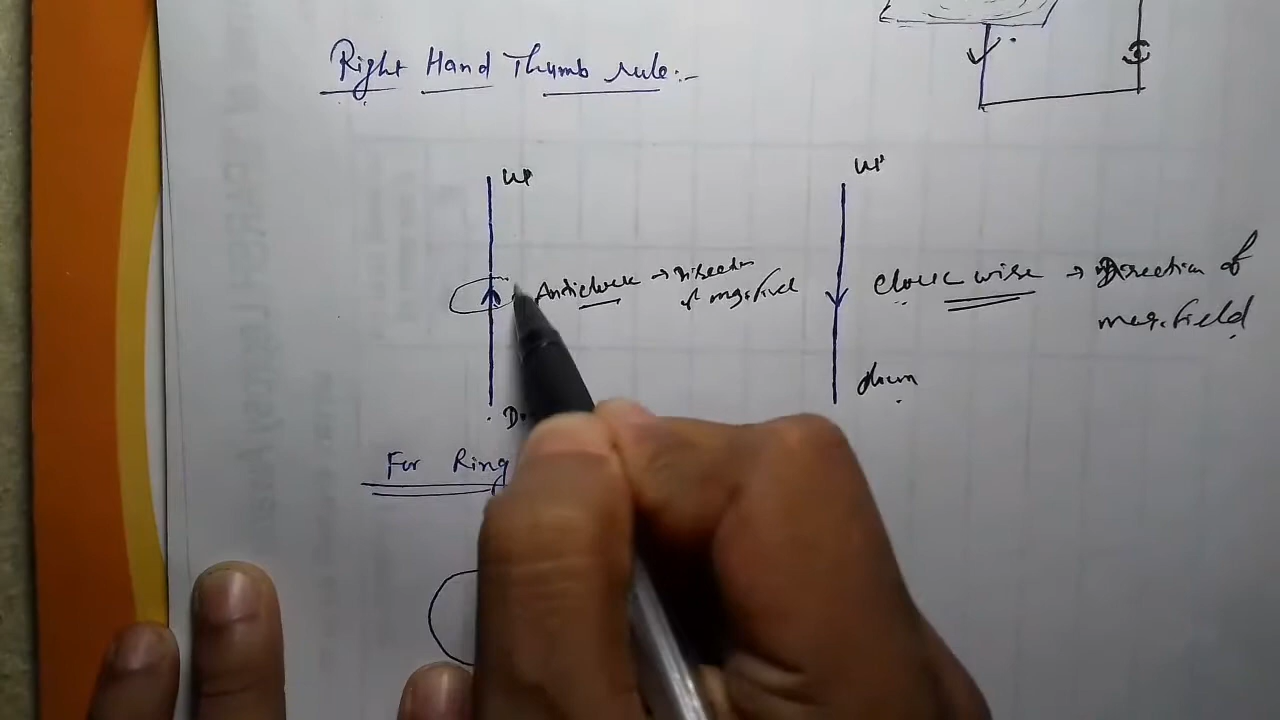 Right Hand Thumb rule:-
UP
UP
Anticlock → Direction
of mag. field
clock wise → Direction of
mag. field
down
D
For Ring